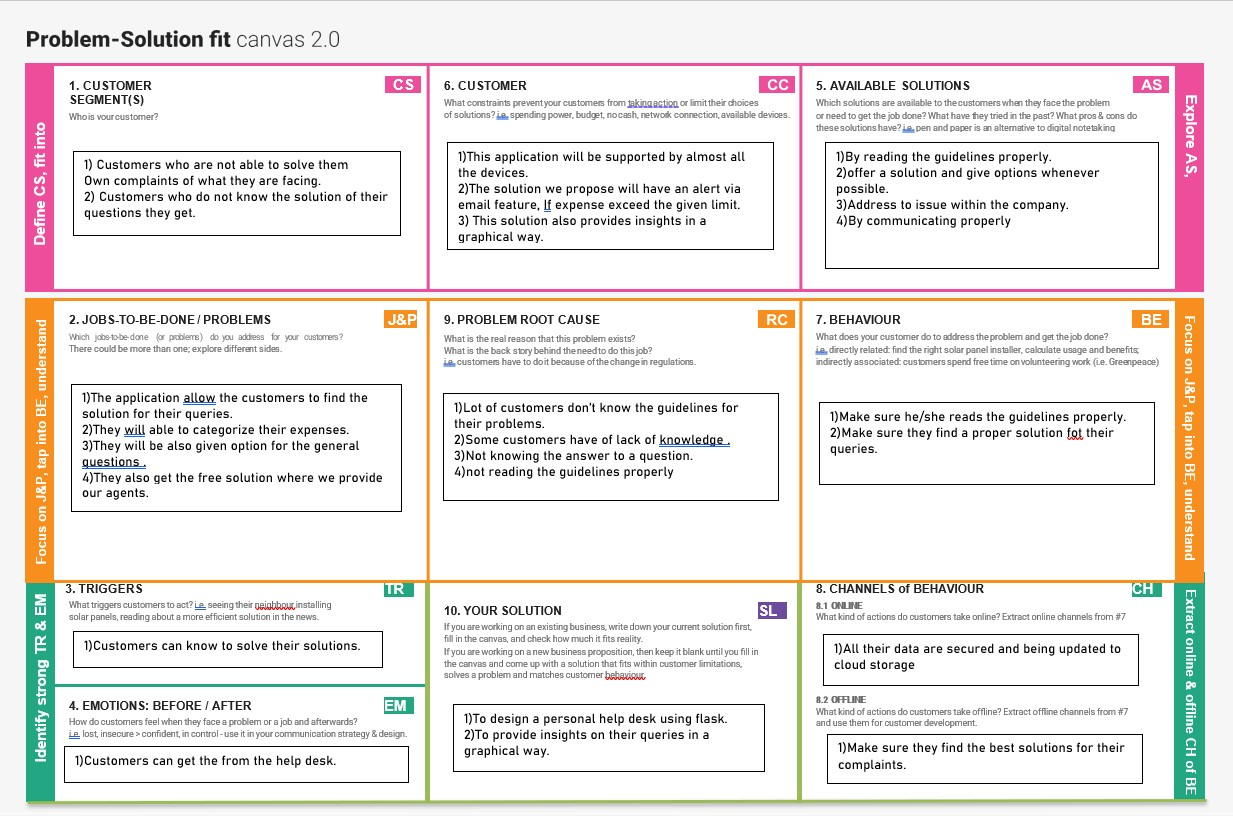 Problem-Solution fit canvas 2.0
Define CS, fit into
1. CUSTOMER
SEGMENT(S)
CS
Who is your customer?
1) Customers who are not able to solve them
Own complaints of what they are facing.
2) Customers who do not know the solution of their
questions they get.
6. CUSTOMER
CC
What constraints prevent your customers from taking action or limit their choices
of solutions? i.e. spending power, budget, no cash, network connection, available devices.
1)This application will be supported by almost all
the devices.
2)The solution we propose will have an alert via
email feature, If expense exceed the given limit.
3) This solution also provides insights in a
graphical way.
5. AVAILABLE SOLUTIONS
AS
Which solutions are available to the customers when they face the problem
or need to get the job done? What have they tried in the past? What pros & cons do
these solutions have? i.e. pen and paper is an alternative to digital notetaking
1)By reading the guidelines properly.
2)offer a solution and give options whenever
possible.
3)Address to issue within the company.
4)By communicating properly
Explore AS,
Focus on J&P, tap into BE, understand
2. JOBS-TO-BE-DONE / PROBLEMS
J&P
Which jobs-to-be-done (or problems) do you address for your customers?
There could be more than one; explore different sides.
1)The application allow the customers to find the
solution for their queries.
2)They will able to categorize their expenses.
3)They will be also given option for the general
questions .
4)They also get the free solution where we provide
our agents.
9. PROBLEM ROOT CAUSE
RC
What is the real reason that this problem exists?
What is the back story behind the need to do this job?
i.e. customers have to do it because of the change in regulations.
1)Lot of customers don't know the guidelines for
their problems.
2)Some customers have of lack of knowledge .
3)Not knowing the answer to a question.
4)not reading the guidelines properly
7. BEHAVIOUR
BE
What does your customer do to address the problem and get the job done?
i.e. directly related: find the right solar panel installer, calculate usage and benefits;
indirectly associated: customers spend free time on volunteering work (i.e. Greenpeace)
1)Make sure he/she reads the guidelines properly.
2)Make sure they find a proper solution fot their
queries.
Focus on J&P, tap into BE, understand
Identify strong TR & EM
3. TRIGGERS
TR
What triggers customers to act? i.e. seeing their neighbour installing
solar panels, reading about a more efficient solution in the news.
1)Customers can know to solve their solutions.
4. EMOTIONS: BEFORE / AFTER
EM
How do customers feel when they face a problem or a job and afterwards?
i.e. lost, insecure > confident, in control - use it in your communication strategy & design.
1)Customers can get the from the help desk.
10. YOUR SOLUTION
SL
If you are working on an existing business, write down your current solution first,
fill in the canvas, and check how much it fits reality.
If you are working on a new business proposition, then keep it blank until you fill in
the canvas and come up with a solution that fits within customer limitations,
solves a problem and matches customer behaviour.
1)To design a personal help desk using flask.
2)To provide insights on their queries in a
graphical way.
8. CHANNELS of BEHAVIOUR
CH
8.1 ONLINE
What kind of actions do customers take online? Extract online channels from #7
1)All their data are secured and being updated to
cloud storage
8.2 OFFLINE
What kind of actions do customers take offline? Extract offline channels from #7
and use them for customer development.
1)Make sure they find the best solutions for their
complaints.
Extract online & offline CH of BE